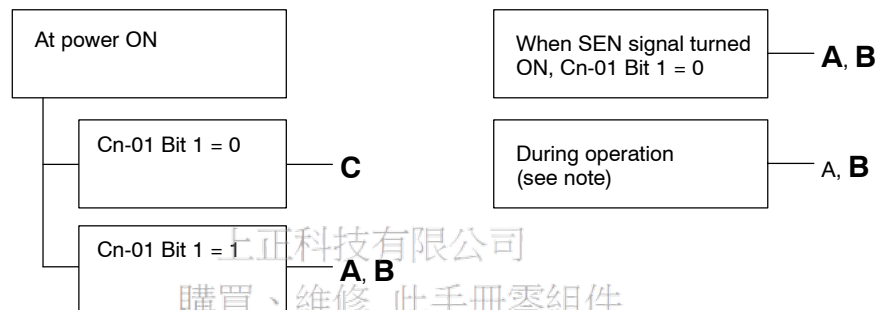 At power ON
Cn-01 Bit 1 = 0
C
Cn-01 Bit 1 = 1
A, B
When SEN signal turned
ON, Cn-01 Bit 1 = 0
A, B
During operation
(see note)
A, B
上正科技有限公司
購買、維修 此手冊零組件